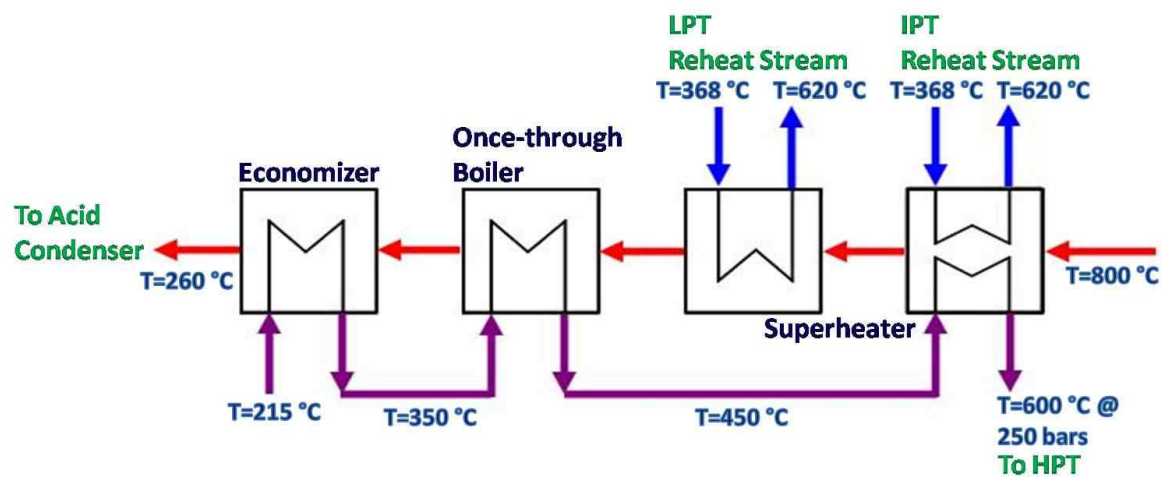 LPT
Reheat Stream
T=368 °C T=620 °C
IPT
Reheat Stream
T=368 °C T=620 °C
Once-through
Boiler
Economizer
To Acid
Condenser
T=260 °C
T=800 °C
Superheater
T=215 °C
T=350 °C
T=450 °C
T=600 °C @
250 bars
To HPT